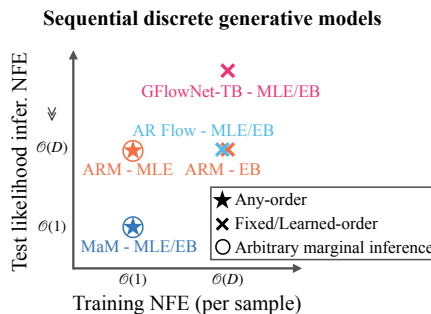 Sequential discrete generative models
Test likelihood infer. NFE
≫
GFlowNet-TB - MLE/EB
AR Flow - MLE/EB
𝒪(D)
ARM - MLE
ARM - EB
Any-order
Fixed/Learned-order
Arbitrary marginal inference
𝒪(1)
MaM - MLE/EB
𝒪(1)
𝒪(D)
Training NFE (per sample)